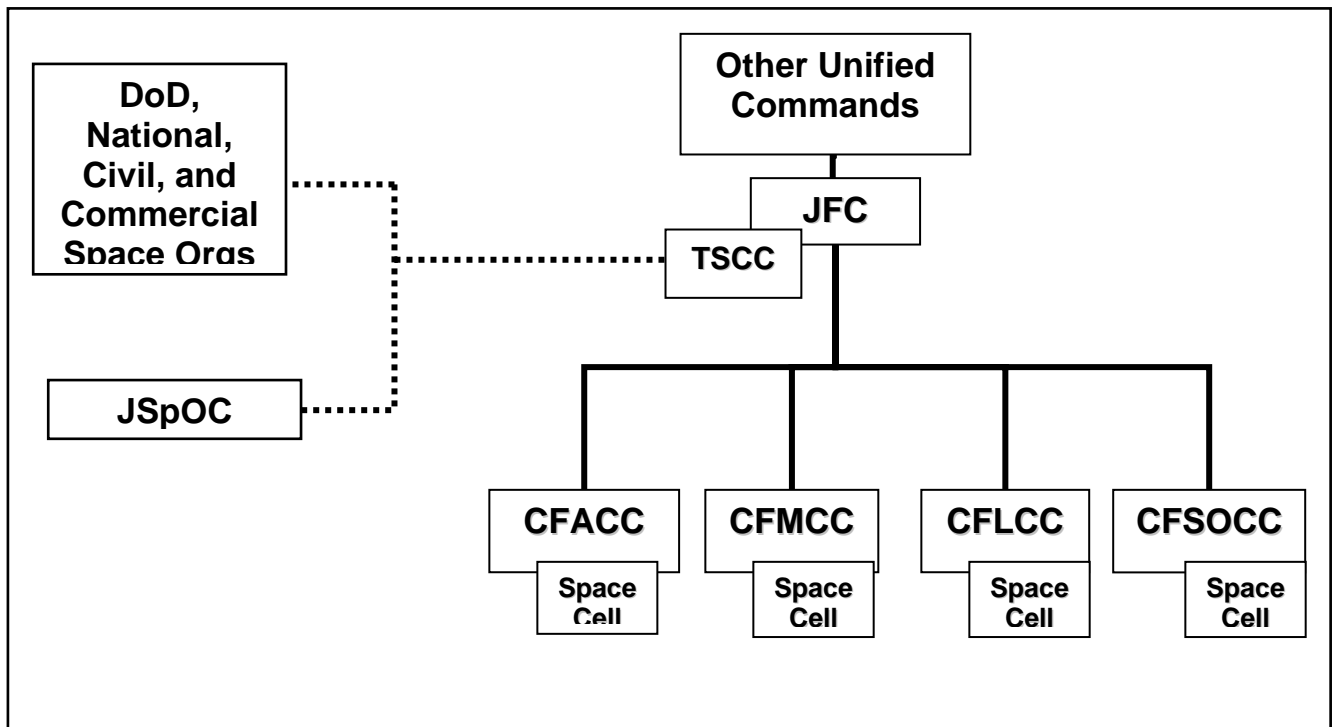 DoD,
National,
Civil, and
Commercial
Space Orgs
Other Unified
Commands
JFC
TSCC
JSpOC
CFACC
CFMCC
CFLCC
CFSOCC
Space
Cell
Space
Cell
Space
Cell
Space
Cell